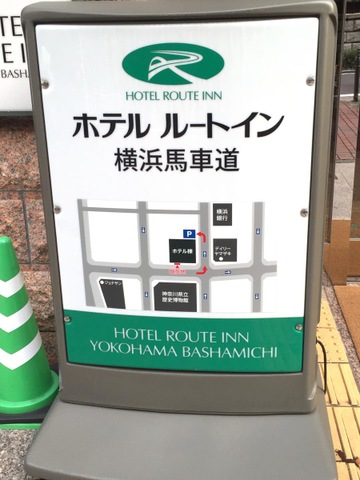 HOTEL ROUTE INN
ホテル ルートイン
横浜馬車道
横浜
銀行
P
ホテル棟
デイリー
ヤマザキ
神奈川県立
歴史博物館
HOTEL ROUTE INN
YOKOHAMA BASHAMICHI
E INN
BASHAMI